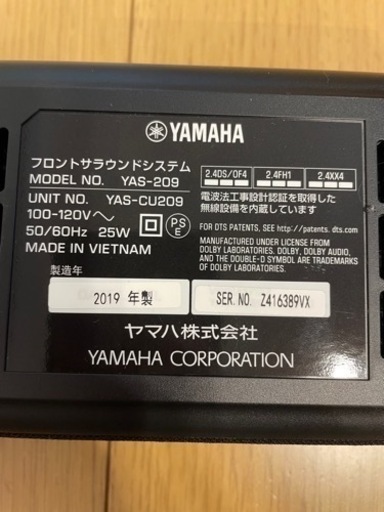 YAMAHA
フロントサラウンドシステム
MODEL NO. YAS-209
UNIT NO. YAS-CU209
100-120V～
50/60Hz 25W
PS
E
MADE IN VIETNAM
2.4DS/OF4 2.4FH1 2.4XX4
電波法工事設計認証を取得した
無線設備を内蔵しています
FOR DTS PATENTS, SEE http://patents.dts.com.
MANUFACTURED UNDER LICENSE FROM
DOLBY LABORATORIES. DOLBY, DOLBY AUDIO,
AND THE DOUBLE-D SYMBOL ARE TRADEMARKS
OF DOLBY LABORATORIES.
製造年
2019 年製
SER. NO. Z416389VX
ヤマハ株式会社
YAMAHA CORPORATION